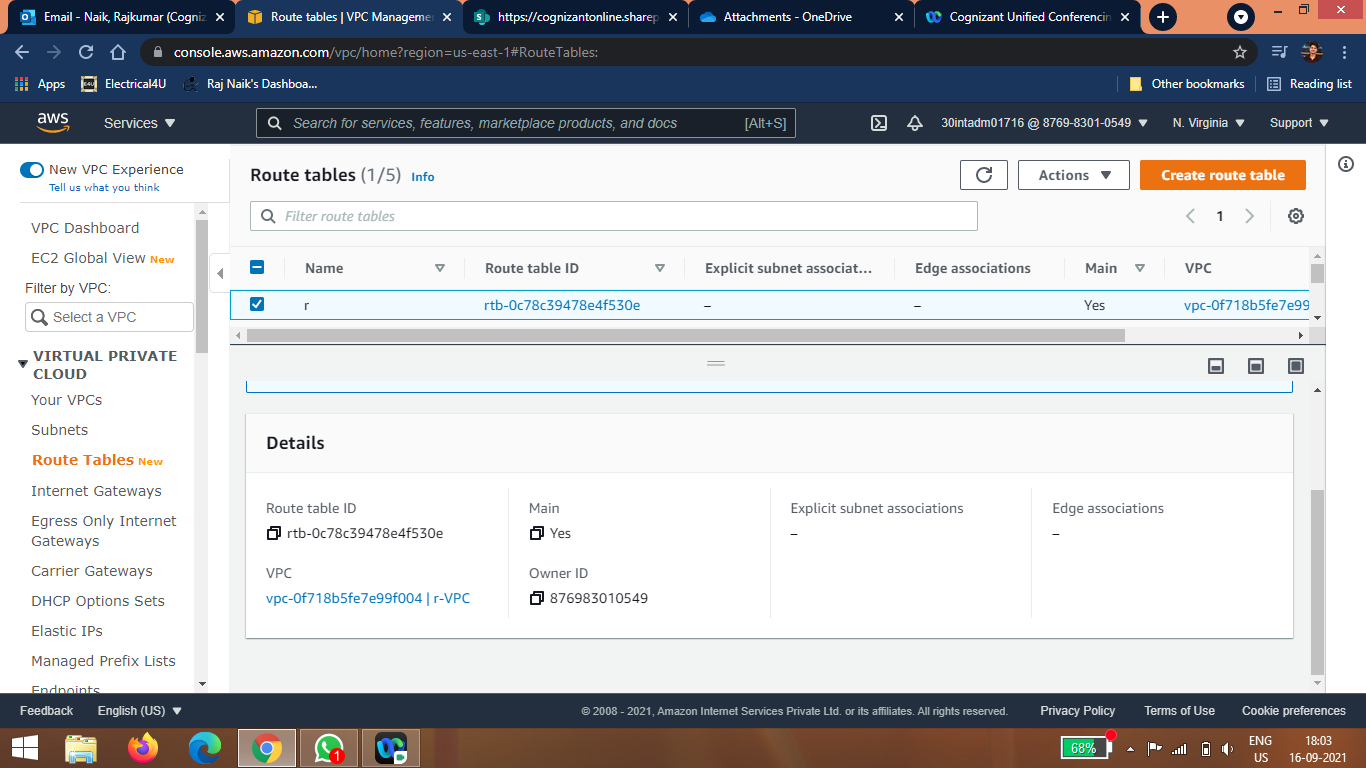 Email - Naik, Rajkumar (Cogniz
Route tables | VPC Manageme
https://cognizantonline.sharep
Attachments - OneDrive
Cognizant Unified Conferencin
console.aws.amazon.com/vpc/home?region=us-east-1#RouteTables:
Apps
Electrical4U
Raj Naik's Dashboa...
Other bookmarks
Reading list
aws
Services
Search for services, features, marketplace products, and docs
[Alt+S]
30intadm01716 @ 8769-8301-0549
N. Virginia
Support
New VPC Experience
Tell us what you think
VPC Dashboard
EC2 Global View New
Filter by VPC:
Select a VPC
VIRTUAL PRIVATE
CLOUD
Your VPCs
Subnets
Route Tables New
Internet Gateways
Egress Only Internet
Gateways
Carrier Gateways
DHCP Options Sets
Elastic IPs
Managed Prefix Lists
Endpoints
Route tables (1/5) Info
Actions
Create route table
Filter route tables
1
Name
Route table ID
Explicit subnet associat...
Edge associations
Main
VPC
r
rtb-0c78c39478e4f530e
–
–
Yes
vpc-0f718b5fe7e99
Details
Route table ID
rtb-0c78c39478e4f530e
Main
Yes
Explicit subnet associations
–
Edge associations
–
VPC
vpc-0f718b5fe7e99f004 | r-VPC
Owner ID
876983010549
Feedback
English (US)
© 2008 - 2021, Amazon Internet Services Private Ltd. or its affiliates. All rights reserved.
Privacy Policy
Terms of Use
Cookie preferences
1
68%
ENG
US
18:03
16-09-2021